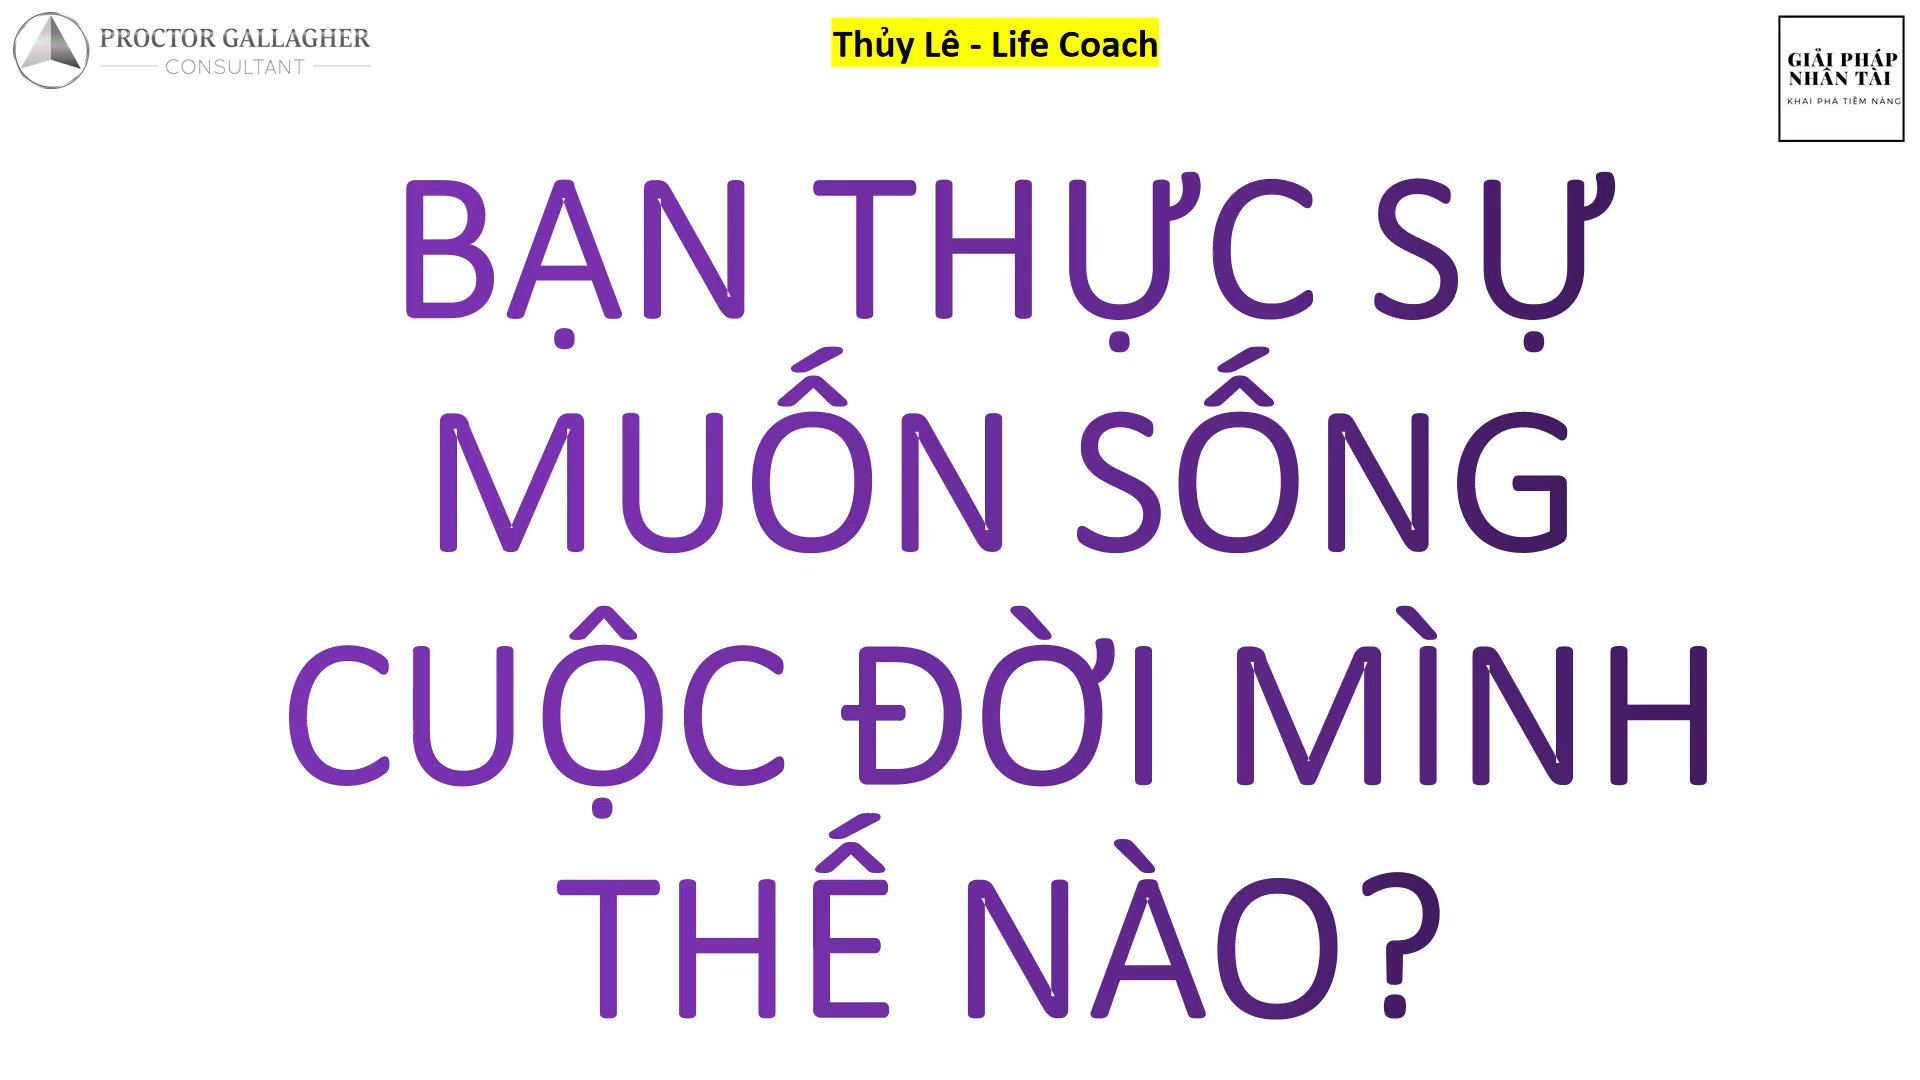 PROCTOR GALLAGHER
CONSULTANT
Thủy Lê - Life Coach
GIẢI PHÁP
NHÂN TÀI
KHAI PHÁ TIỀM NĂNG
BẠN THỰC SỰ
MUỐN SỐNG
CUỘC ĐỜI MÌNH
THẾ NÀO?